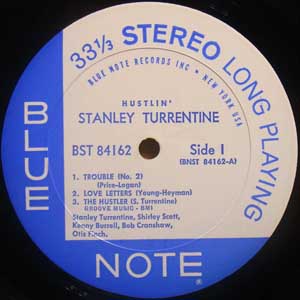 33⅓ STEREO LONG PLAYING
BLUE NOTE RECORDS INC • NEW YORK USA
HUSTLIN'
STANLEY TURRENTINE
BST 84162 Side 1
(BNST 84162-A)
1. TROUBLE (No. 2)
(Price-Logan)
2. LOVE LETTERS (Young-Heyman)
3. THE HUSTLER (S. Turrentine)
GROOVE MUSIC - BMI
Stanley Turrentine, Shirley Scott,
Kenny Burrell, Bob Cranshaw,
Otis Finch.
BLUE
NOTE
®